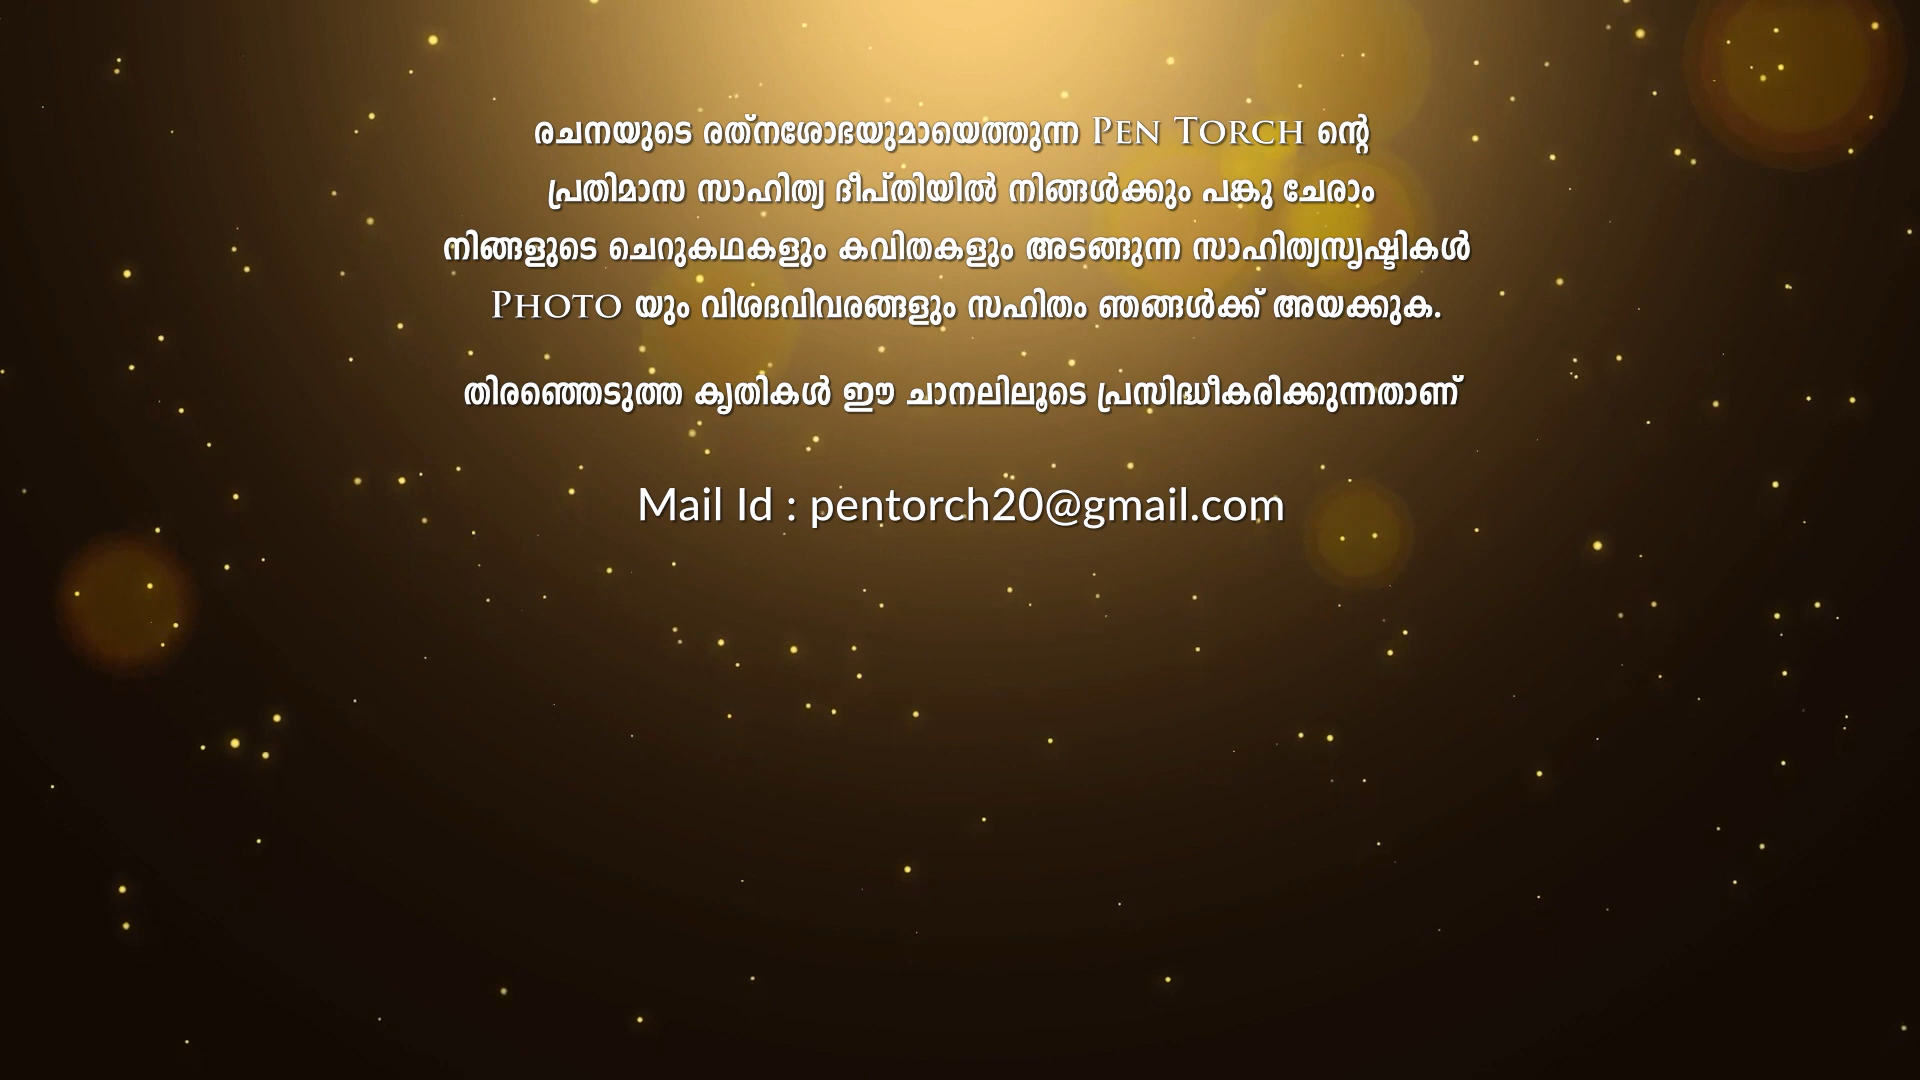 രചനയുടെ രത്നശോഭയുമായെത്തുന്ന PEN TORCH ന്റെ
പ്രതിമാസ സാഹിത്യ ദീപ്തിയിൽ നിങ്ങൾക്കും പങ്കു ചേരാം
നിങ്ങളുടെ ചെറുകഥകളും കവിതകളും അടങ്ങുന്ന സാഹിത്യസൃഷ്ടികൾ
PHOTO യും വിശദവിവരങ്ങളും സഹിതം ഞങ്ങൾക്ക് അയക്കുക.
തിരഞ്ഞെടുത്ത കൃതികൾ ഈ ചാനലിലൂടെ പ്രസിദ്ധീകരിക്കുന്നതാണ്
Mail Id : pentorch20@gmail.com